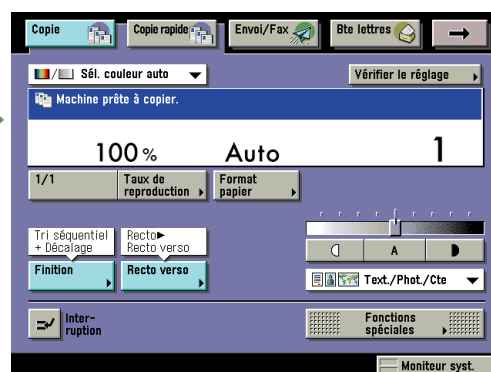 Copie
Copie rapide
Envoi/Fax
Bte lettres
Sél. couleur auto
Vérifier le réglage
Machine prête à copier.
100 %
Auto
1
1/1
Taux de
reproduction
Format
papier
Tri séquentiel
+ Décalage
Recto►
Recto verso
Finition
Recto verso
A
Text./Phot./Cte
Inter-
ruption
Fonctions
spéciales
Moniteur syst.